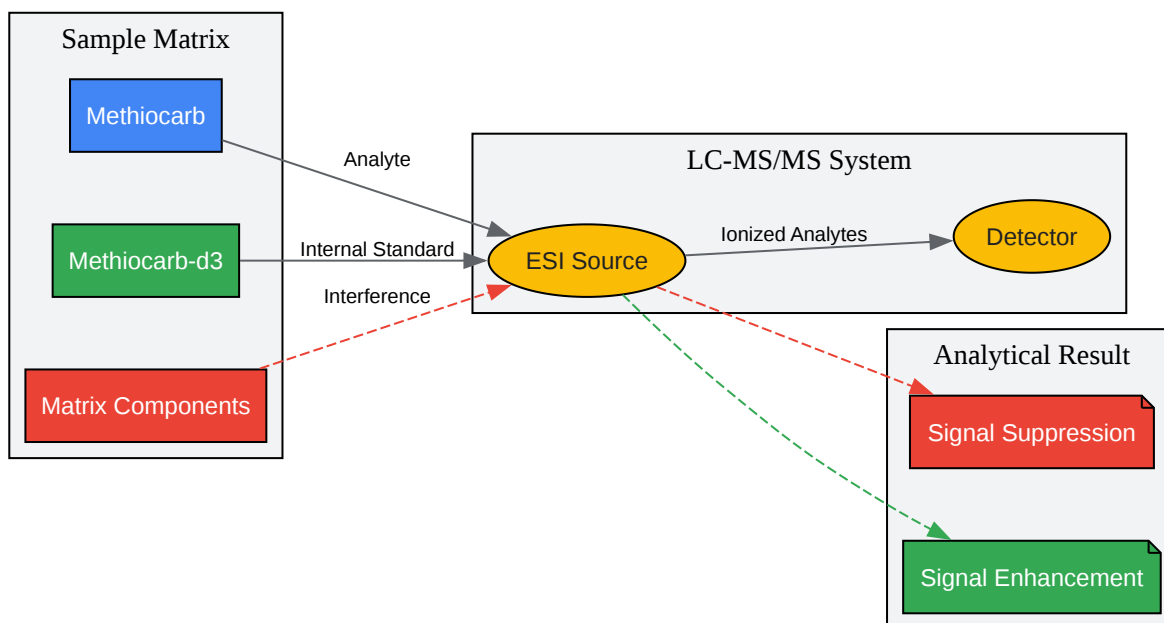 Sample Matrix
Methiocarb
Analyte
LC-MS/MS System
Methiocarb-d3
Internal Standard
ESI Source
Ionized Analytes
Detector
Interference
Matrix Components
Analytical Result
Signal Suppression
Signal Enhancement